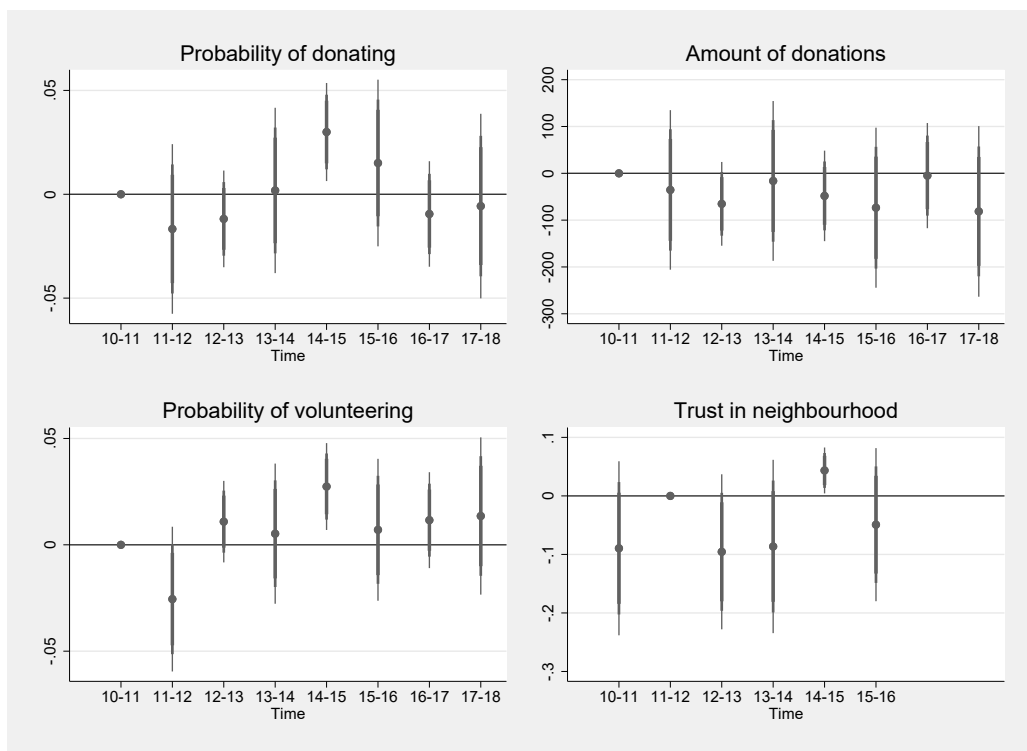 Probability of donating
.05
0
-.05
10-11 11-12 12-13 13-14 14-15 15-16 16-17 17-18
Time
Amount of donations
200
100
0
-100
-200
-300
10-11 11-12 12-13 13-14 14-15 15-16 16-17 17-18
Time
Probability of volunteering
.05
0
-.05
10-11 11-12 12-13 13-14 14-15 15-16 16-17 17-18
Time
Trust in neighbourhood
.1
0
-.1
-.2
-.3
10-11 11-12 12-13 13-14 14-15 15-16
Time